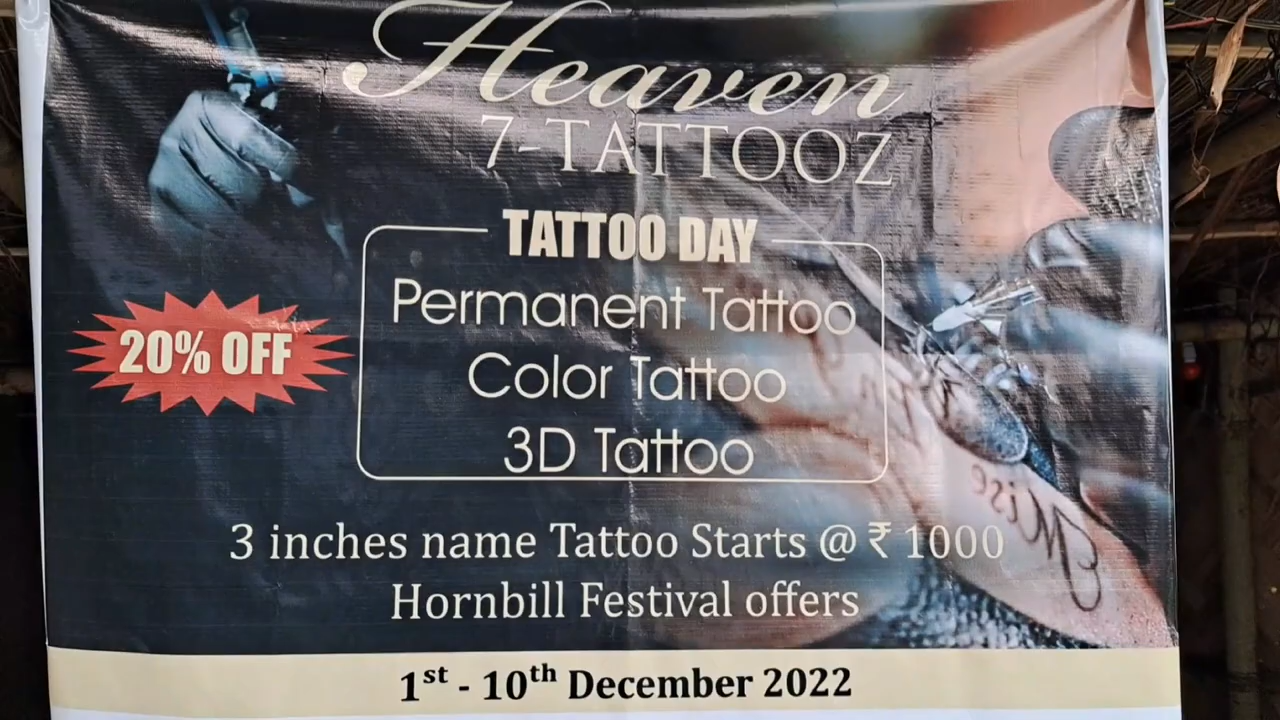 Heaven
7-TATTOOZ
TATTOO DAY
Permanent Tattoo
Color Tattoo
3D Tattoo
20% OFF
3 inches name Tattoo Starts @ ₹ 1000
Hornbill Festival offers
1st - 10th December 2022